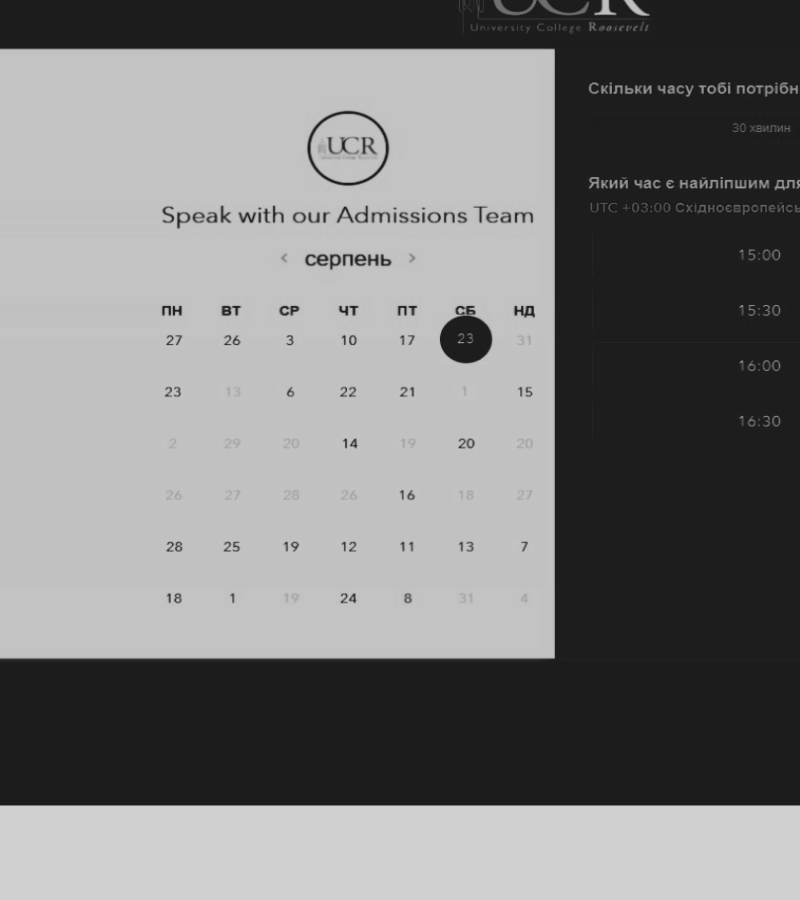 UCR
University College Roosevelt
UCR
Speak with our Admissions Team
< серпень >
ПН ВТ СР ЧТ ПТ СБ НД
27 26 3 10 17 23 31
23 13 6 22 21 1 15
2 29 20 14 19 20 20
26 27 28 26 16 18 27
28 25 19 12 11 13 7
18 1 19 24 8 31 4
Скільки часу тобі потрібн
30 хвилин
Який час є найліпшим для
UTC +03:00 Східноєвропейсь
15:00
15:30
16:00
16:30